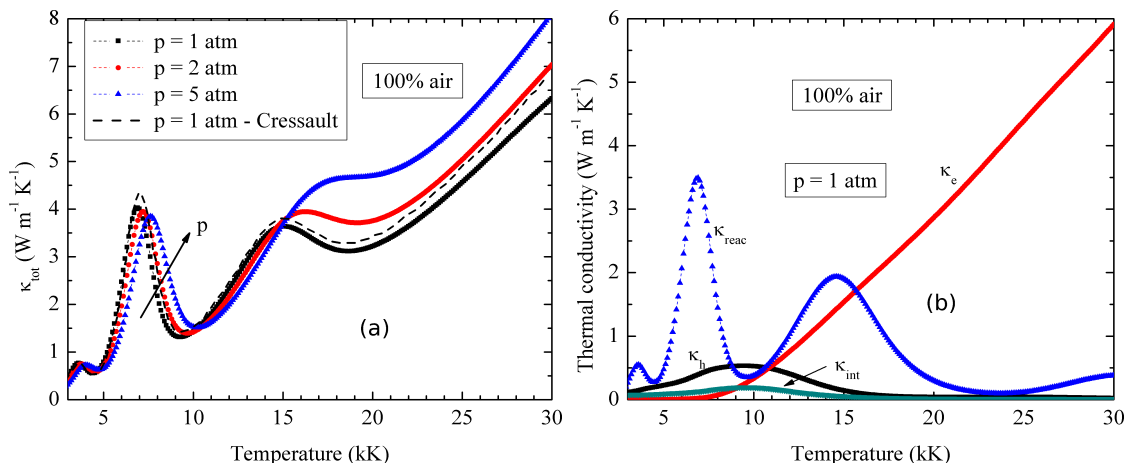 p = 1 atm
p = 2 atm
p = 5 atm
p = 1 atm - Cressault
100% air
p
(a)
κtot (W m⁻¹ K⁻¹)
8
7
6
5
4
3
2
1
0
5 10 15 20 25 30
Temperature (kK)
100% air
p = 1 atm
κe
κreac
κh
κint
(b)
Thermal conductivity (W m⁻¹ K⁻¹)
6
5
4
3
2
1
0
5 10 15 20 25 30
Temperature (kK)